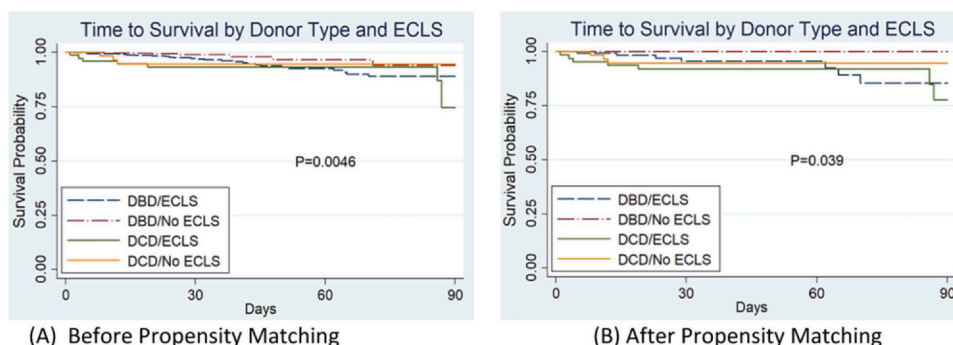 Time to Survival by Donor Type and ECLS
Survival Probability
1.00
0.75
0.50
0.25
0.00
P=0.0046
DBD/ECLS
DBD/No ECLS
DCD/ECLS
DCD/No ECLS
0 30 60 90
Days
(A) Before Propensity Matching
Time to Survival by Donor Type and ECLS
Survival Probability
1.00
0.75
0.50
0.25
0.00
P=0.039
DBD/ECLS
DBD/No ECLS
DCD/ECLS
DCD/No ECLS
0 30 60 90
Days
(B) After Propensity Matching